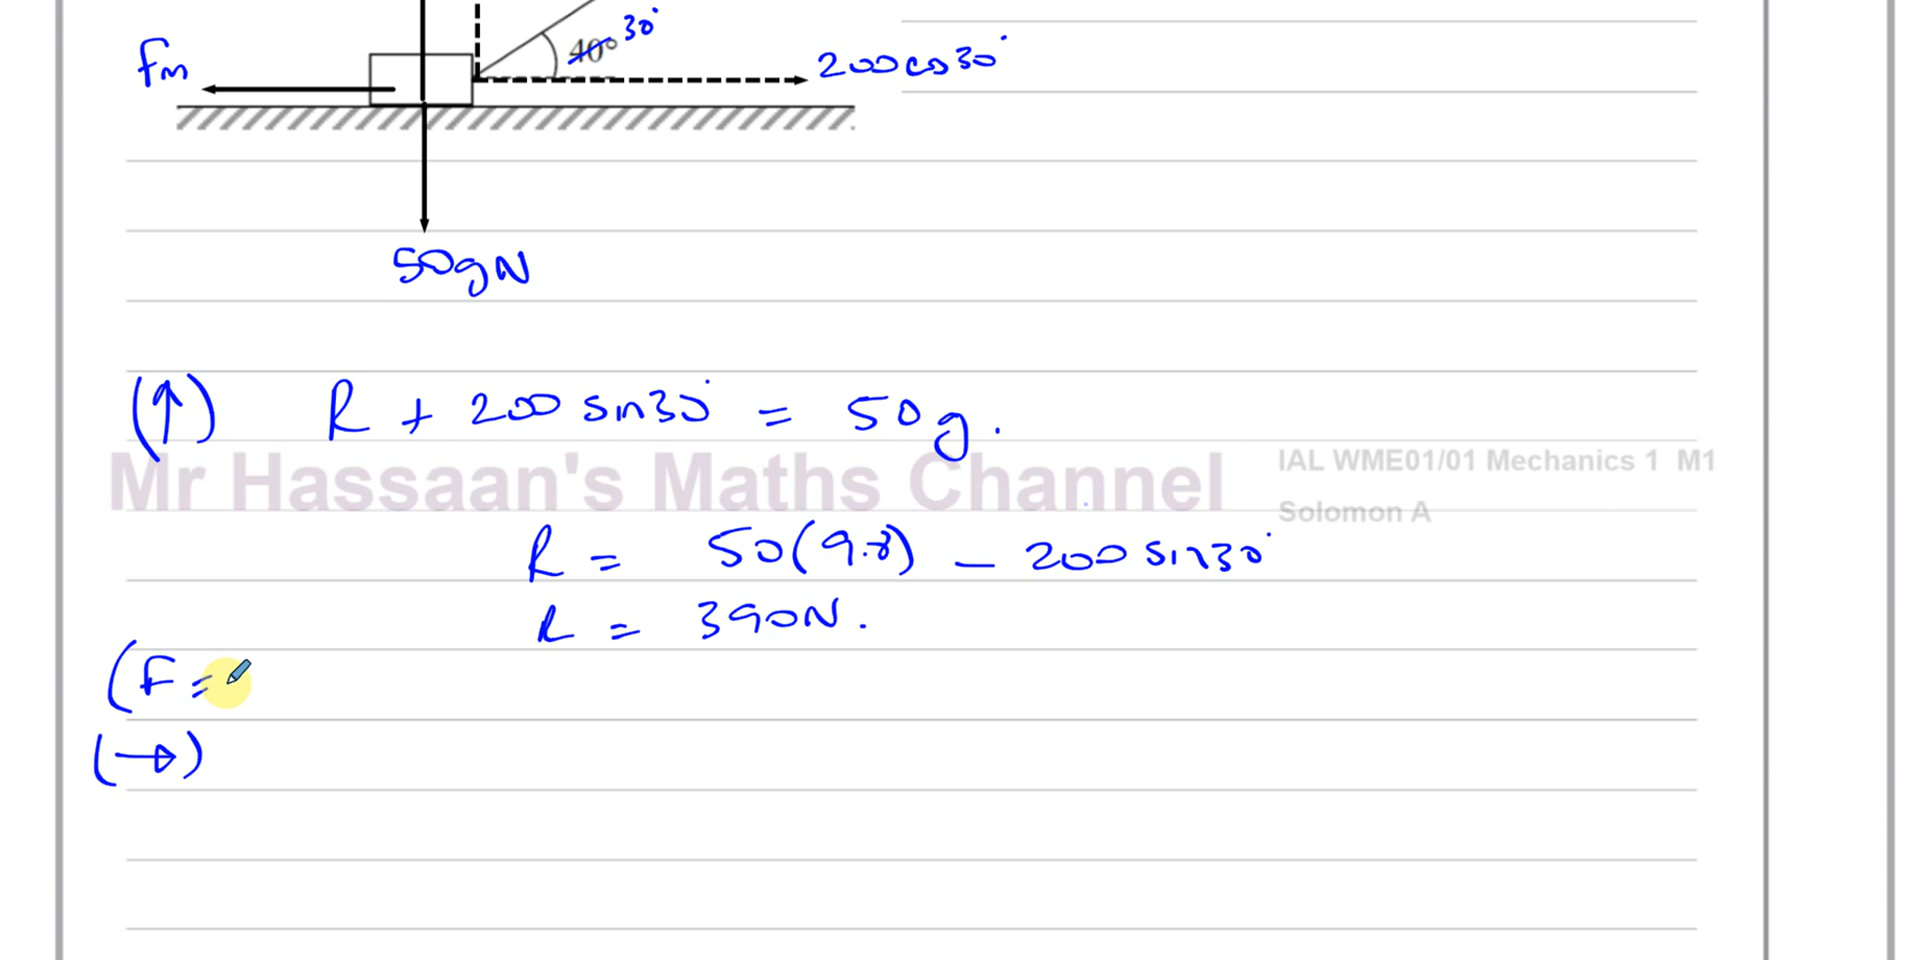 30°
40°
Fm
200cos30°
50gN
(↑) R + 200 sin30° = 50g.
Mr Hassaan's Maths Channel
IAL WME01/01 Mechanics 1 M1
Solomon A
R = 50(9.8) – 200 sin30°
R = 390N.
(F =
(→)